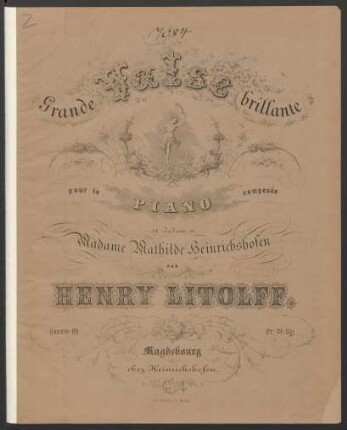 2
Valse
Grande brillante
pour le composée
PIANO
et dédiée a
Madame Mathilde Heinrichshofen
par
HENRY LITOLFF.
Magdebourg
chez Heinrichshofen